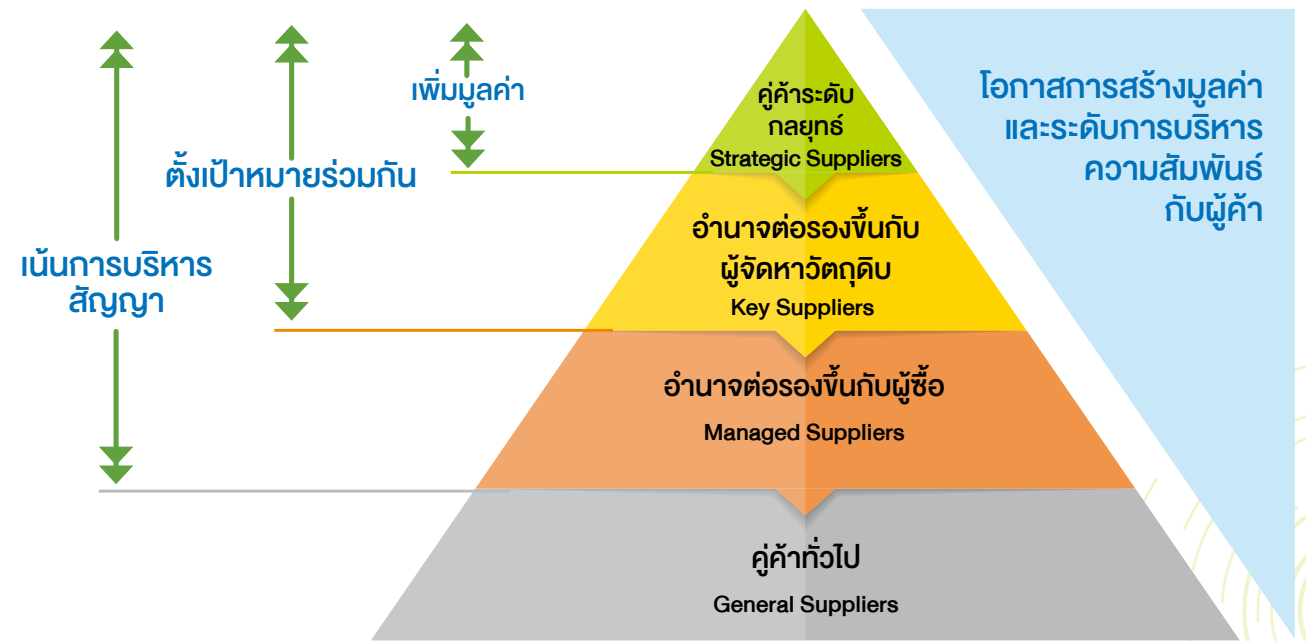 เพิ่มมูลค่า
ตั้งเป้าหมายร่วมกัน
เน้นการบริหาร
สัญญา
คู่ค้าระดับ
กลยุทธ์
Strategic Suppliers
อำนาจต่อรองขึ้นกับ
ผู้จัดหาวัตถุดิบ
Key Suppliers
อำนาจต่อรองขึ้นกับผู้ซื้อ
Managed Suppliers
คู่ค้าทั่วไป
General Suppliers
โอกาสการสร้างมูลค่า
และระดับการบริหาร
ความสัมพันธ์
กับผู้ค้า